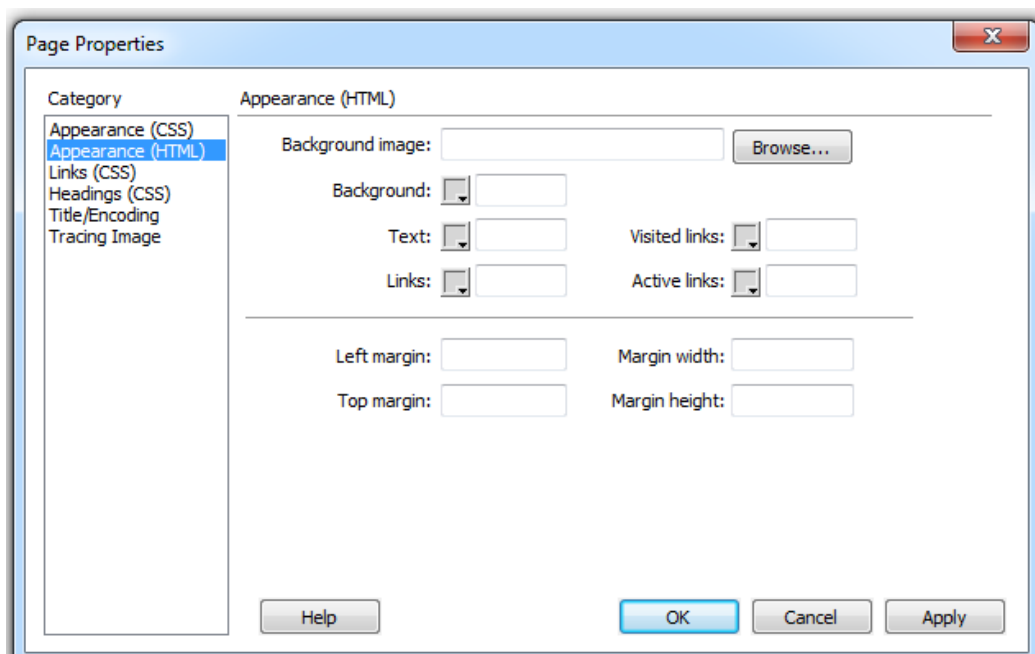 Page Properties
Category
Appearance (CSS)
Appearance (HTML)
Links (CSS)
Headings (CSS)
Title/Encoding
Tracing Image
Appearance (HTML)
Background image: Browse...
Background:
Text: Visited links:
Links: Active links:
Left margin: Margin width:
Top margin: Margin height:
Help OK Cancel Apply